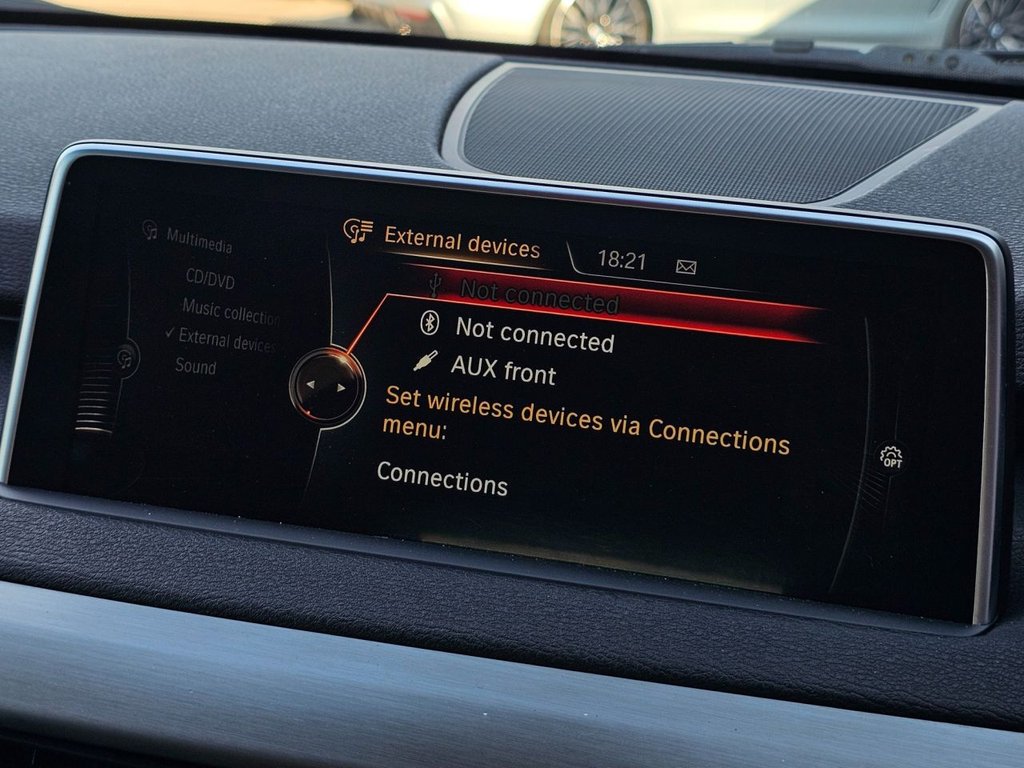 Multimedia
CD/DVD
Music collection
✓ External devices
Sound
External devices
18:21
Not connected
Not connected
AUX front
Set wireless devices via Connections
menu:
Connections
OPT